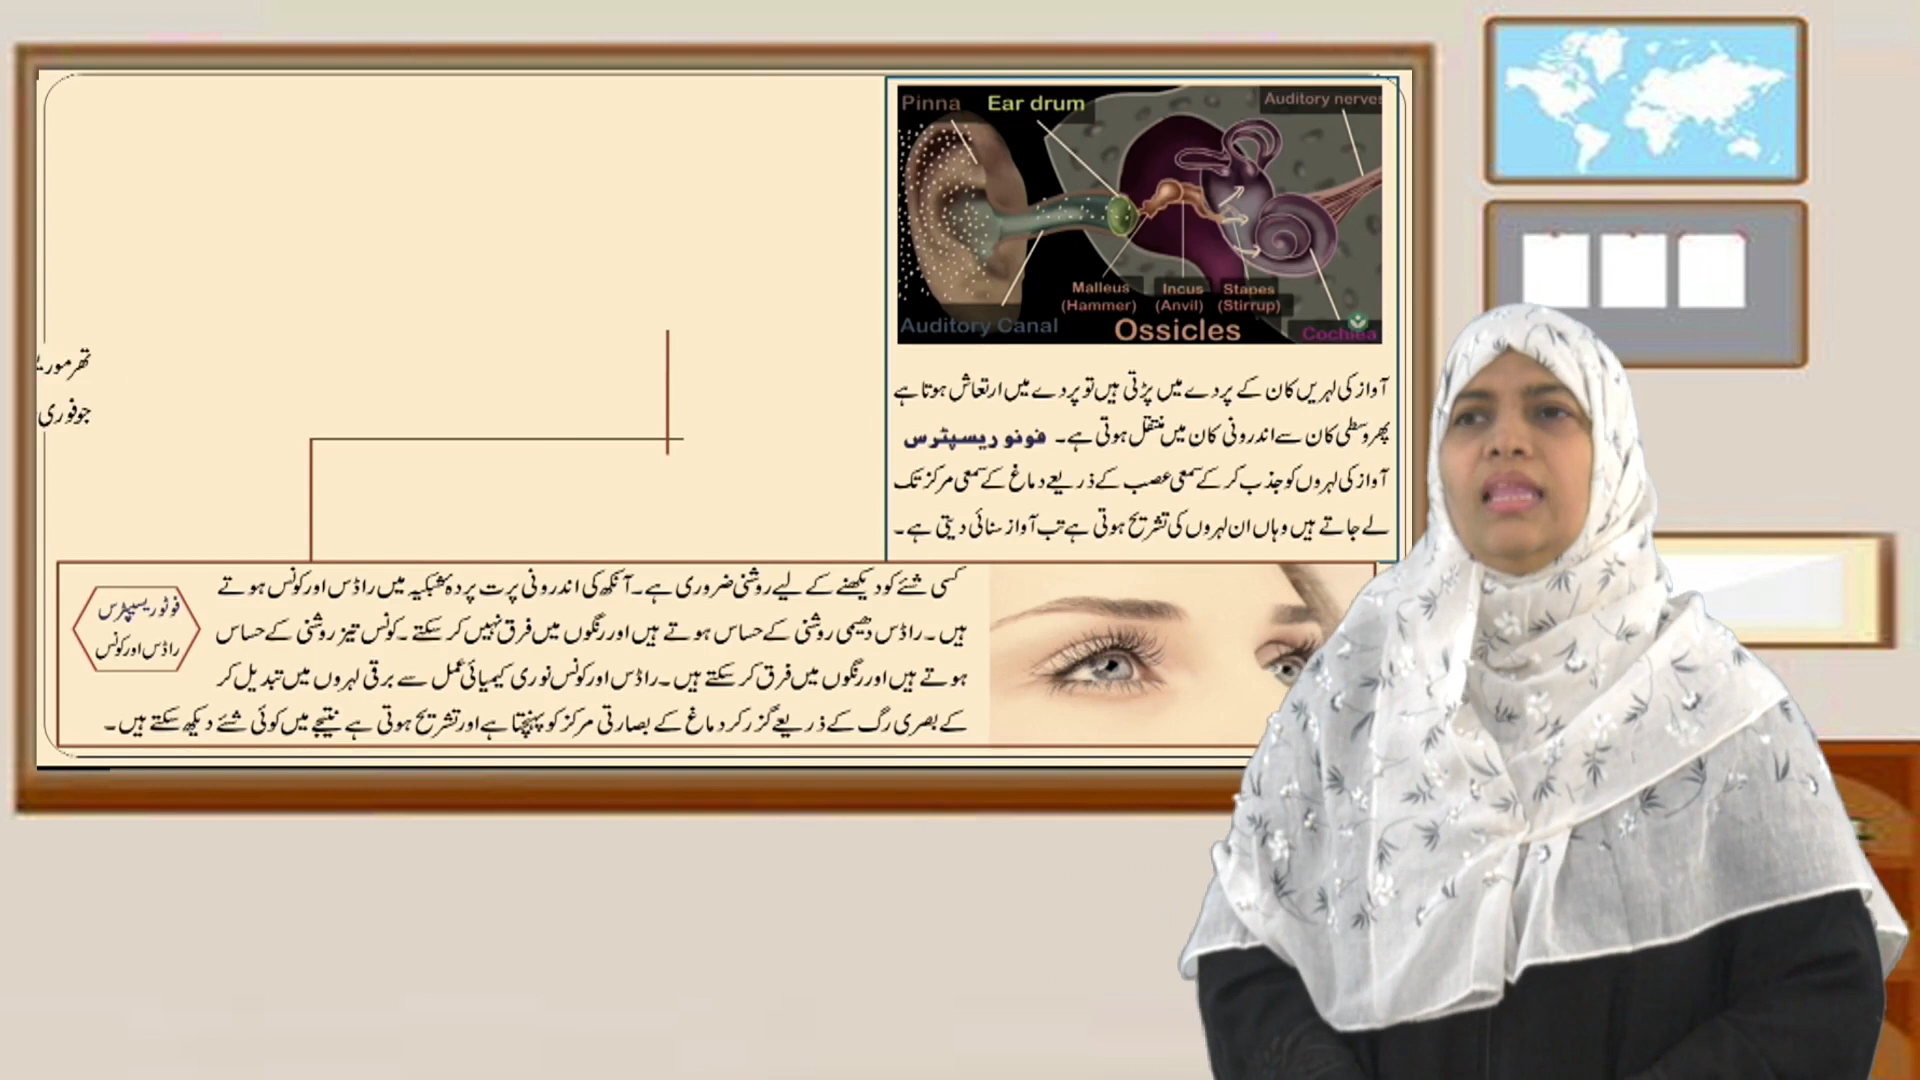 Pinna
Ear drum
Auditory nerves
Malleus
(Hammer)
Incus
(Anvil)
Stapes
(Stirrup)
Auditory Canal
Ossicles
Cochlea
آواز کی لہریں کان کے پردے میں پڑتی ہیں تو پردے میں ارتعاش ہوتا ہے
پھر وسطی کان سے اندرونی کان میں منتقل ہوتی ہے۔ فونو ریسپٹرس
آواز کی لہروں کو جذب کر کے سمعی عصب کے ذریعے دماغ کے سمعی مرکز تک
لے جاتے ہیں وہاں ان لہروں کی تشریح ہوتی ہے تب آواز سنائی دیتی ہے۔
جو فوری
کسی شئے کو دیکھنے کے لیے روشنی ضروری ہے۔ آنکھ کی اندرونی پرت پردہ شبکیہ میں راڈس اور کونس ہوتے
ہیں۔ راڈس دھیمی روشنی کے حساس ہوتے ہیں اور رنگوں میں فرق نہیں کر سکتے۔ کونس تیز روشنی کے حساس
ہوتے ہیں اور رنگوں میں فرق کر سکتے ہیں۔ راڈس اور کونس نوری کیمیائی عمل سے برقی لہروں میں تبدیل کر
کے بصری رگ کے ذریعے گزر کر دماغ کے بصارتی مرکز کو پہنچتا ہے اور تشریح ہوتی ہے نتیجے میں کوئی شئے دیکھ سکتے ہیں۔
فوٹو ریسیپٹرس
راڈس اور کونس